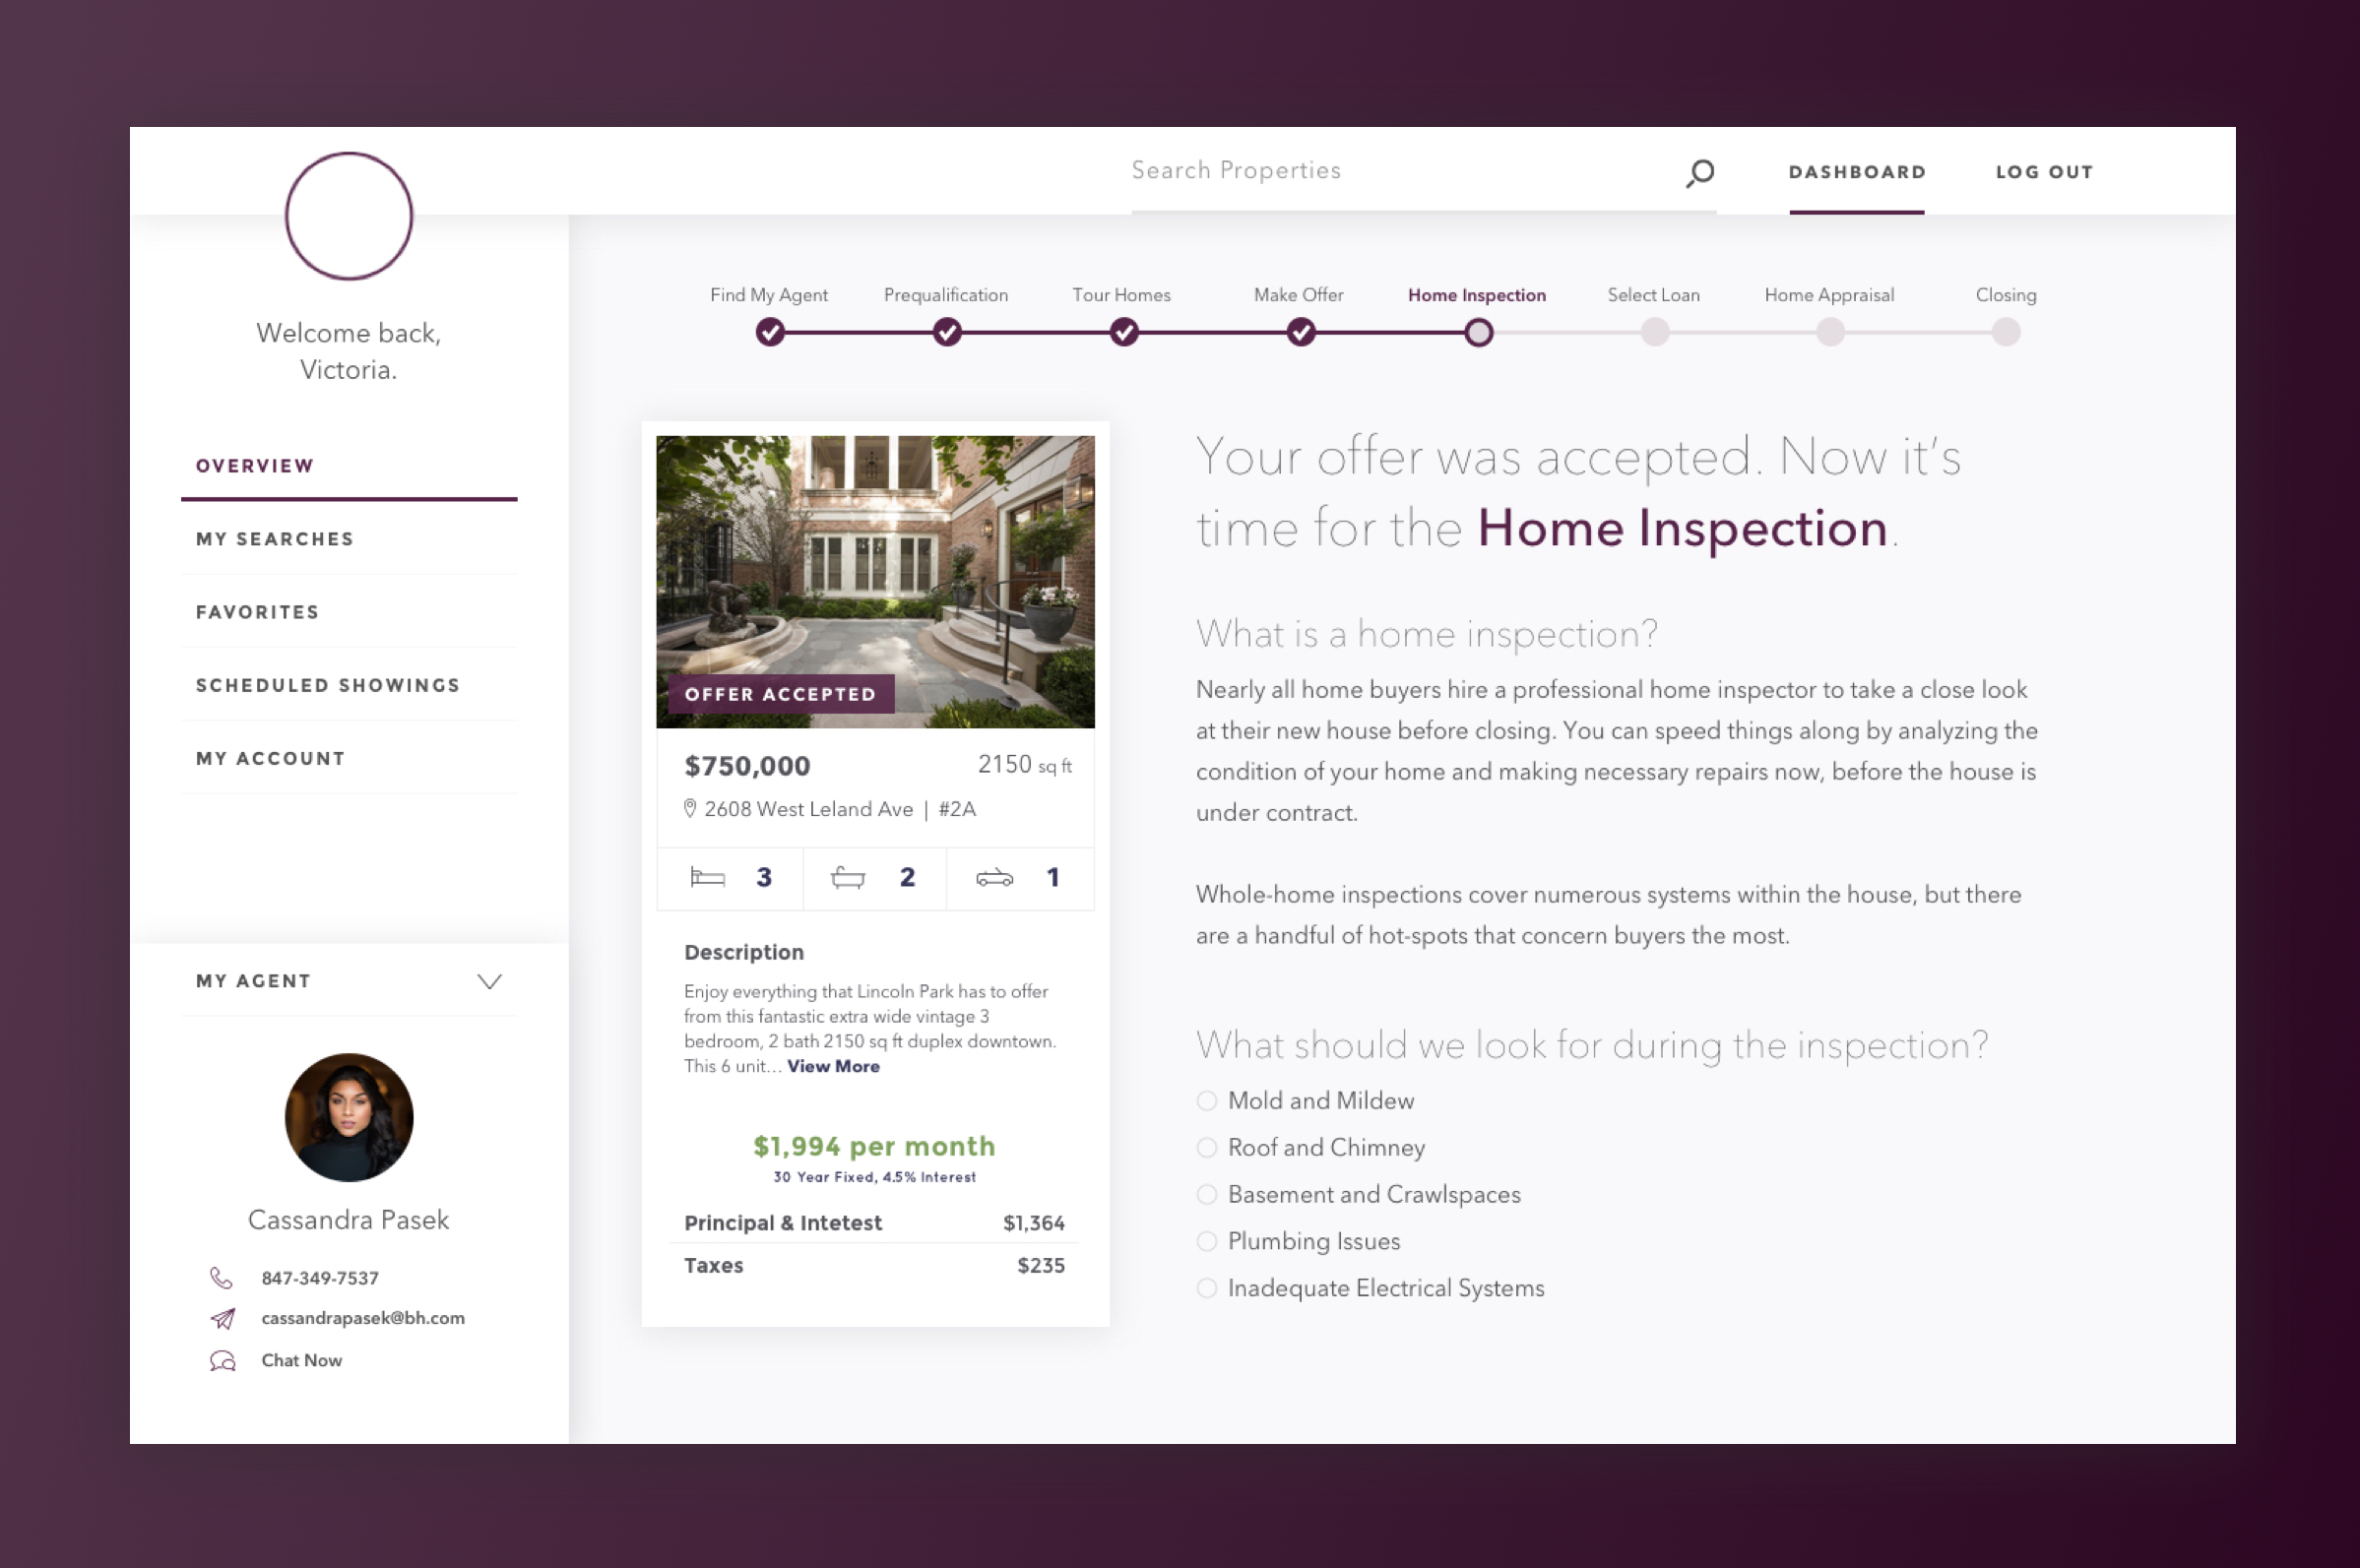 Search Properties
DASHBOARD
LOG OUT
Welcome back,
Victoria.
OVERVIEW
MY SEARCHES
FAVORITES
SCHEDULED SHOWINGS
MY ACCOUNT
MY AGENT
Cassandra Pasek
847-349-7537
cassandrapasek@bh.com
Chat Now
Find My Agent
Prequalification
Tour Homes
Make Offer
Home Inspection
Select Loan
Home Appraisal
Closing
OFFER ACCEPTED
$750,000
2150 sq ft
2608 West Leland Ave | #2A
3
2
1
Description
Enjoy everything that Lincoln Park has to offer
from this fantastic extra wide vintage 3
bedroom, 2 bath 2150 sq ft duplex downtown.
This 6 unit... View More
$1,994 per month
30 Year Fixed, 4.5% Interest
Principal & Intetest $1,364
Taxes $235
Your offer was accepted. Now it's
time for the Home Inspection.
What is a home inspection?
Nearly all home buyers hire a professional home inspector to take a close look
at their new house before closing. You can speed things along by analyzing the
condition of your home and making necessary repairs now, before the house is
under contract.
Whole-home inspections cover numerous systems within the house, but there
are a handful of hot-spots that concern buyers the most.
What should we look for during the inspection?
Mold and Mildew
Roof and Chimney
Basement and Crawlspaces
Plumbing Issues
Inadequate Electrical Systems